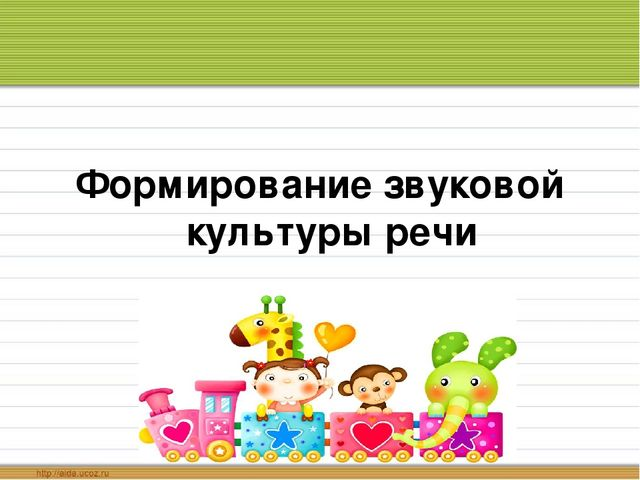 Формирование звуковой
культуры речи
http://aida.ucoz.ru